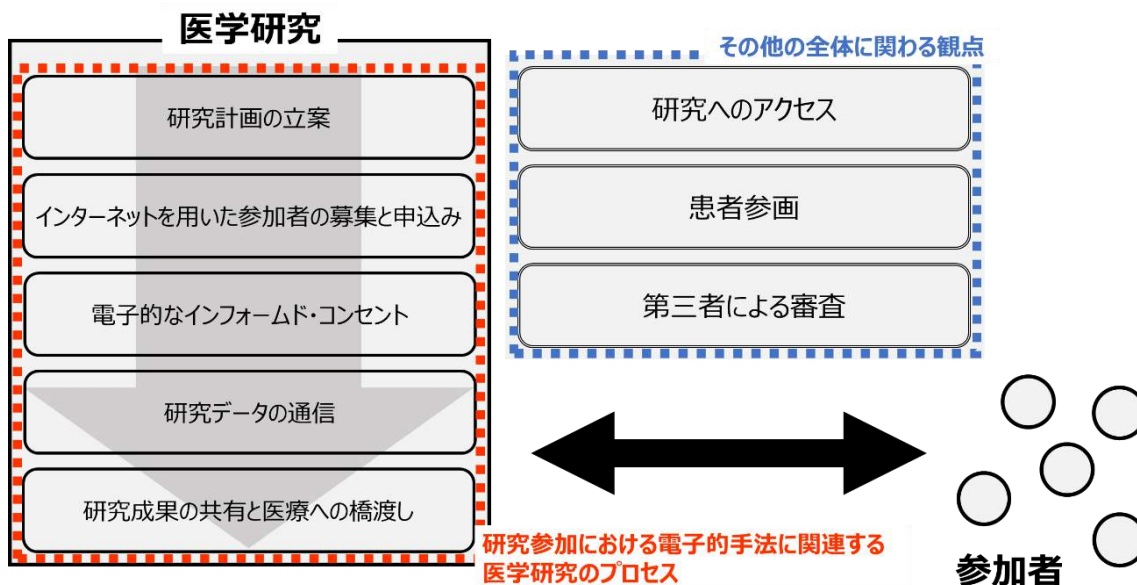 医学研究
研究計画の立案
インターネットを用いた参加者の募集と申込み
電子的なインフォームド・コンセント
研究データの通信
研究成果の共有と医療への橋渡し
その他の全体に関わる観点
研究へのアクセス
患者参画
第三者による審査
研究参加における電子的手法に関連する
医学研究のプロセス
参加者